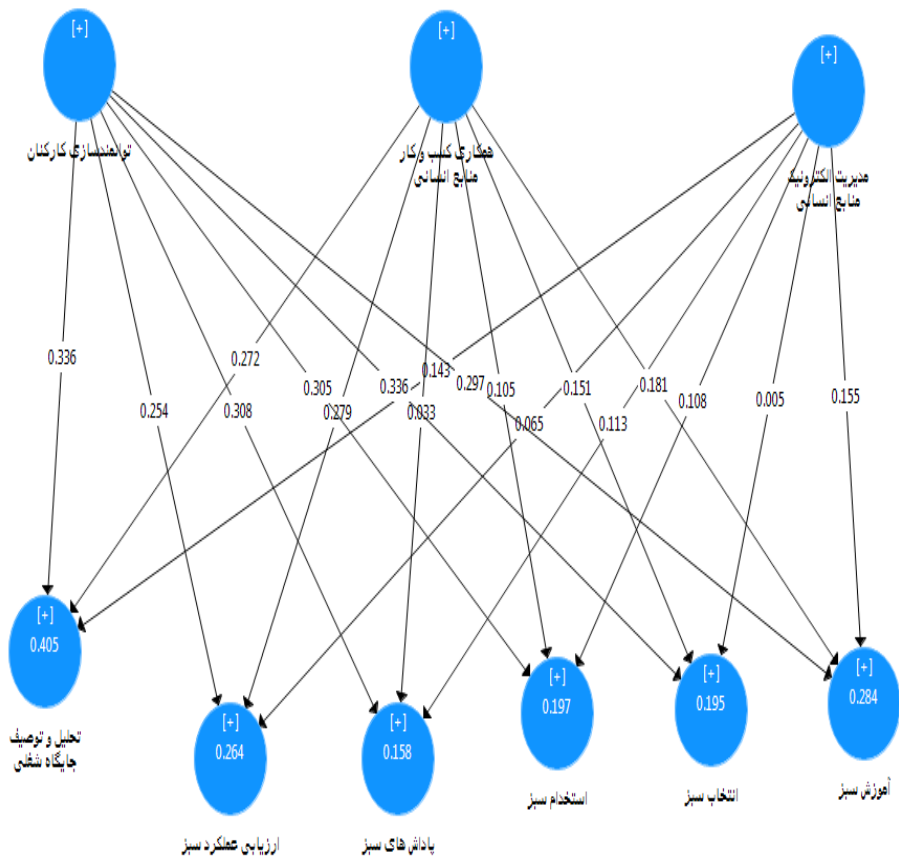 [+]
[+]
[+]
توانمندسازی کارکنان
همکاری کسب و کار
منابع انسانی
مدیریت الکترونیک
منابع انسانی
0.336
0.272
0.143
0.254
0.308
0.305
0.279
0.336
0.033
0.297
0.105
0.065
0.151
0.113
0.181
0.108
0.005
0.155
[+]
0.405
تحلیل و توصیف
جایگاه شغلی
[+]
0.264
ارزیابی عملکرد سبز
[+]
0.158
پاداش های سبز
[+]
0.197
استخدام سبز
[+]
0.195
انتخاب سبز
[+]
0.284
آموزش سبز